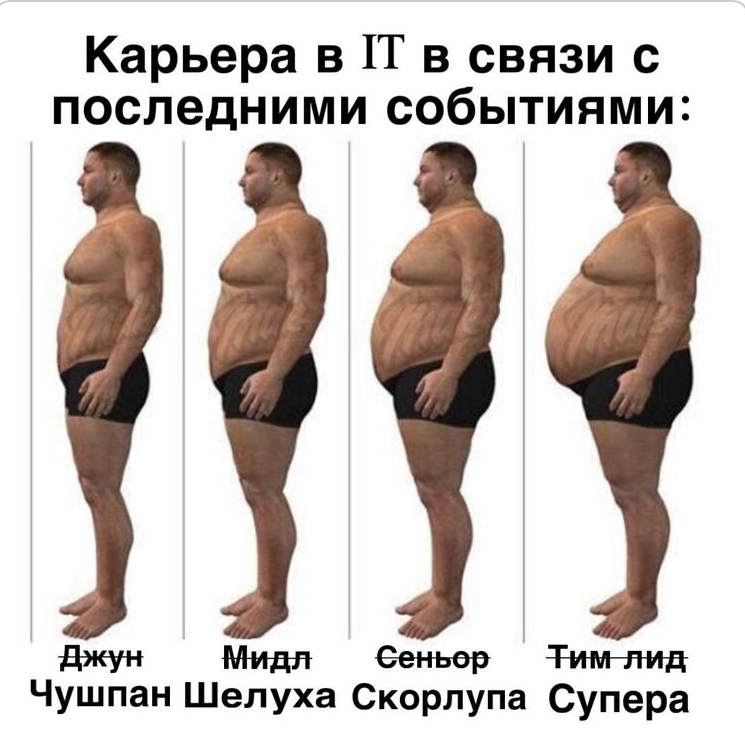 Карьера в IT в связи с
последними событиями:
Джун Мидл Сеньор Тим лид
Чушпан Шелуха Скорлупа Супера